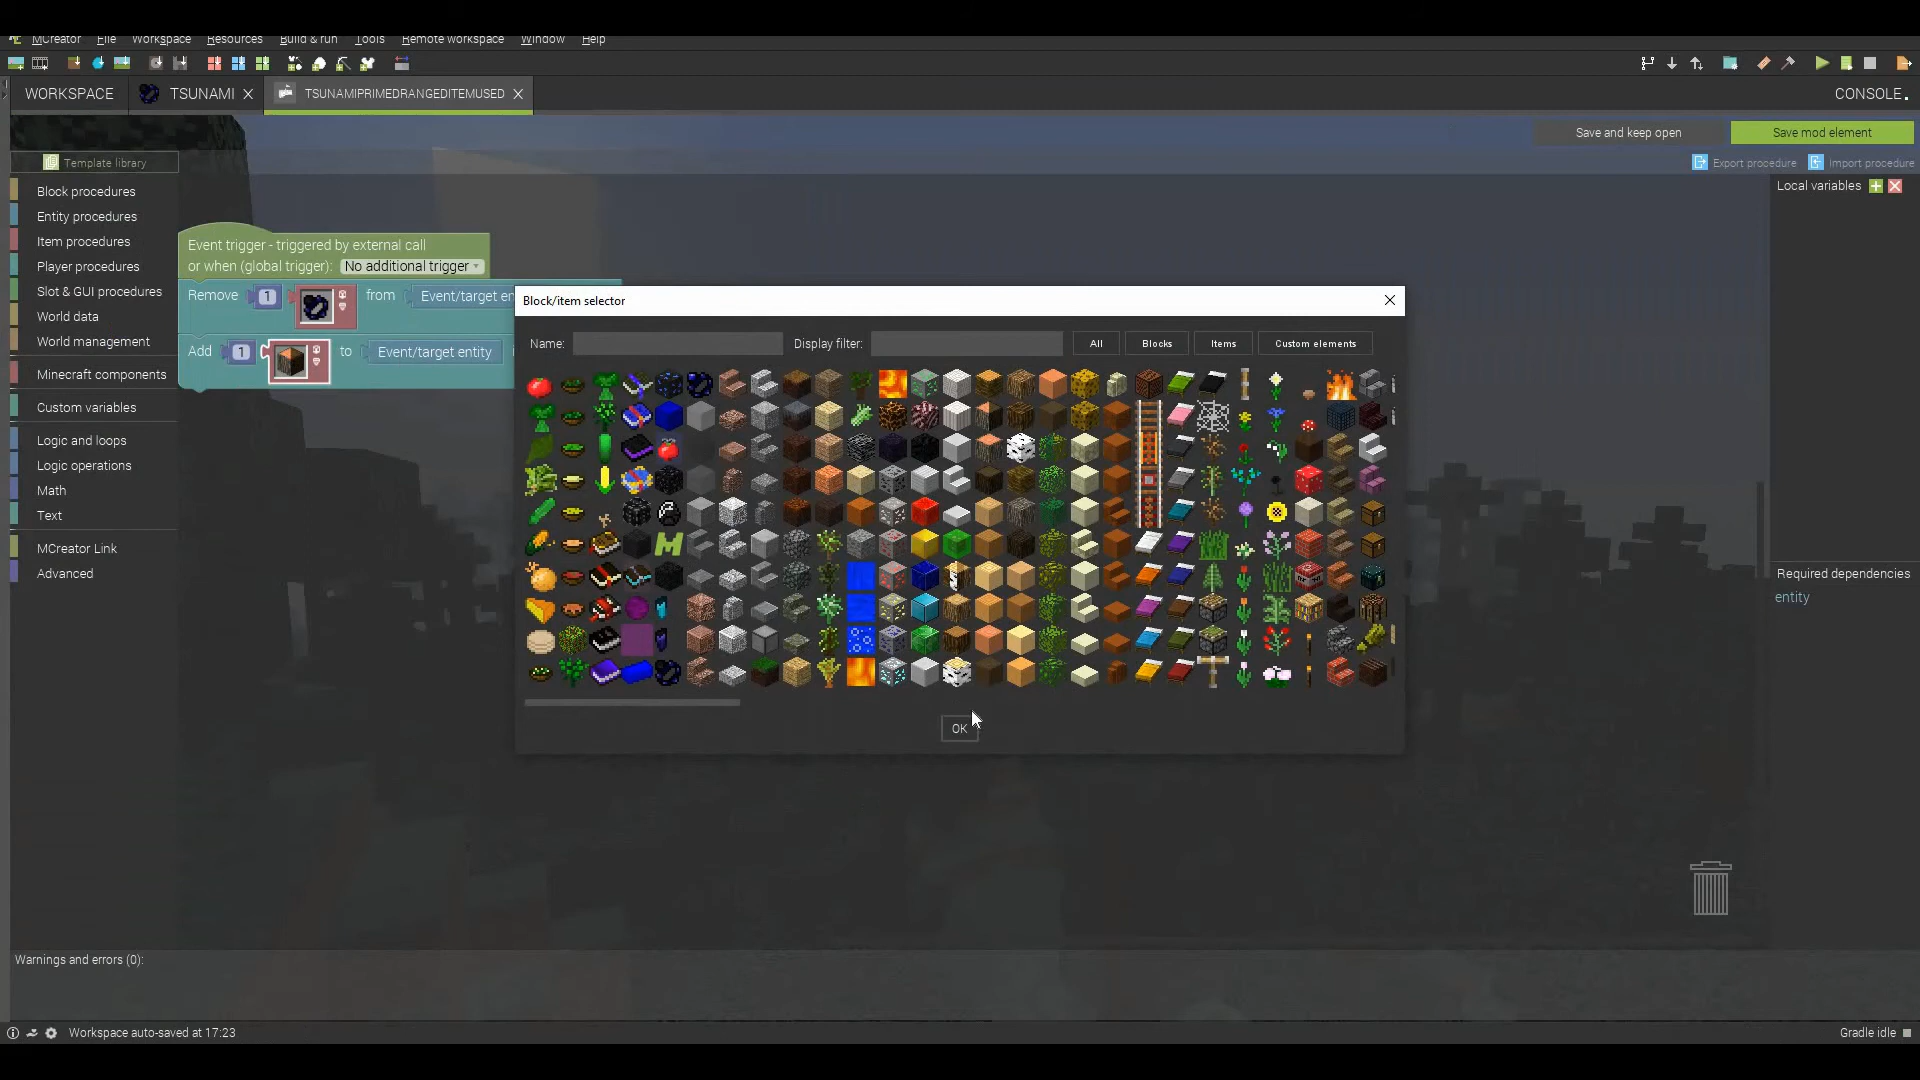 MCreator File Workspace Resources Build & run Tools Remote workspace Window Help
WORKSPACE TSUNAMI TSUNAMIPRIMEDRANGEDITEMUSED CONSOLE
Save and keep open Save mod element
Template library Export procedure Import procedure
Block procedures Local variables
Entity procedures
Item procedures
Player procedures
Slot & GUI procedures
World data
World management
Minecraft components
Custom variables
Logic and loops
Logic operations
Math
Text
MCreator Link
Advanced
Event trigger - triggered by external call
or when (global trigger): No additional trigger
Remove 1 from Event/target en
Add 1 to Event/target entity
Block/item selector
Name: Display filter: All Blocks Items Custom elements
OK
Required dependencies
entity
Warnings and errors (0):
Workspace auto-saved at 17:23 Gradle idle